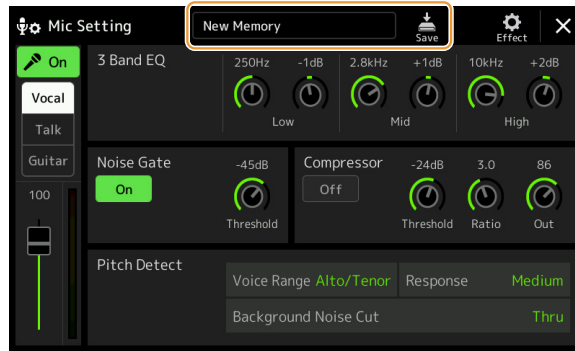 Mic Setting
New Memory
Save
Effect
On
Vocal
Talk
Guitar
100
3 Band EQ
250Hz -1dB 2.8kHz +1dB 10kHz +2dB
Low Mid High
Noise Gate
On
-45dB
Threshold
Compressor
Off
-24dB 3.0 86
Threshold Ratio Out
Pitch Detect
Voice Range Alto/Tenor Response Medium
Background Noise Cut Thru